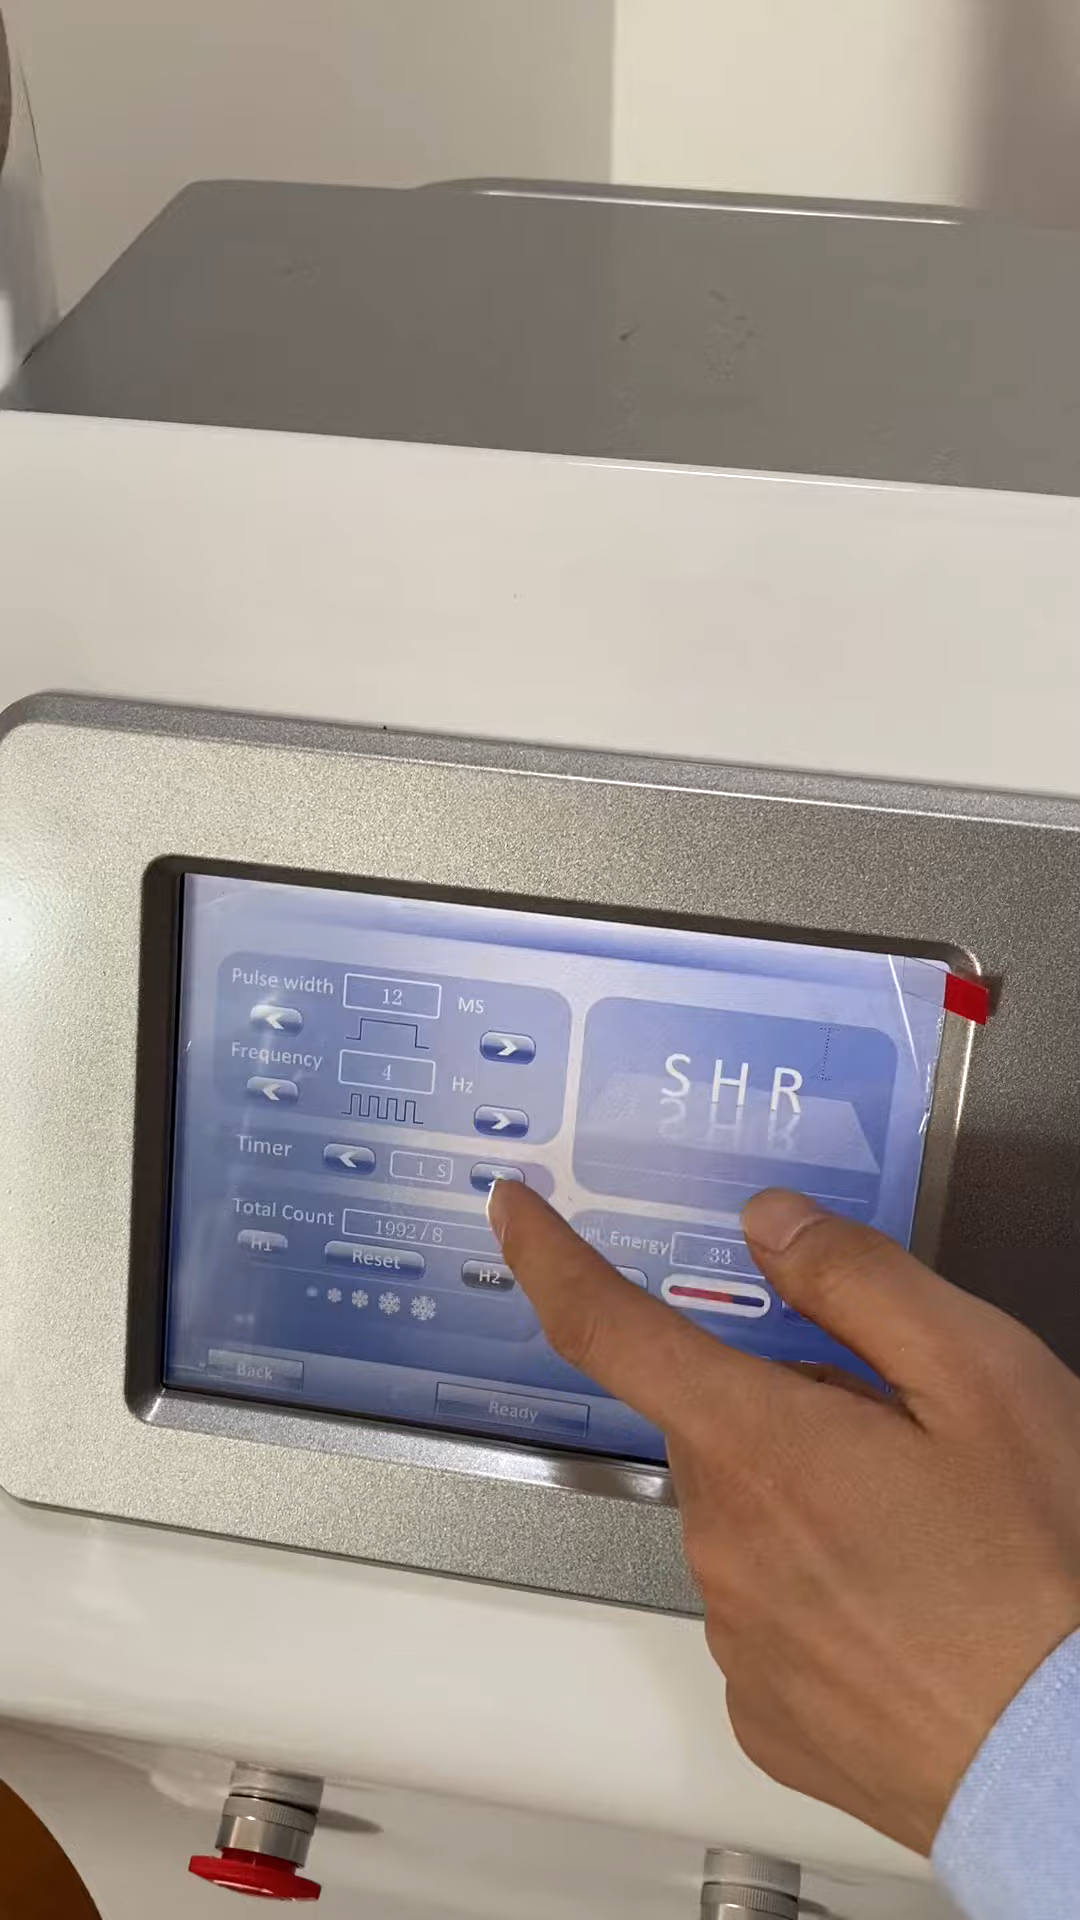 Pulse width 12 MS
Frequency 4 Hz
Timer 1 S
Total Count 1992/8
H1 Reset H2
Back
Ready
SHR
IPL Energy 33